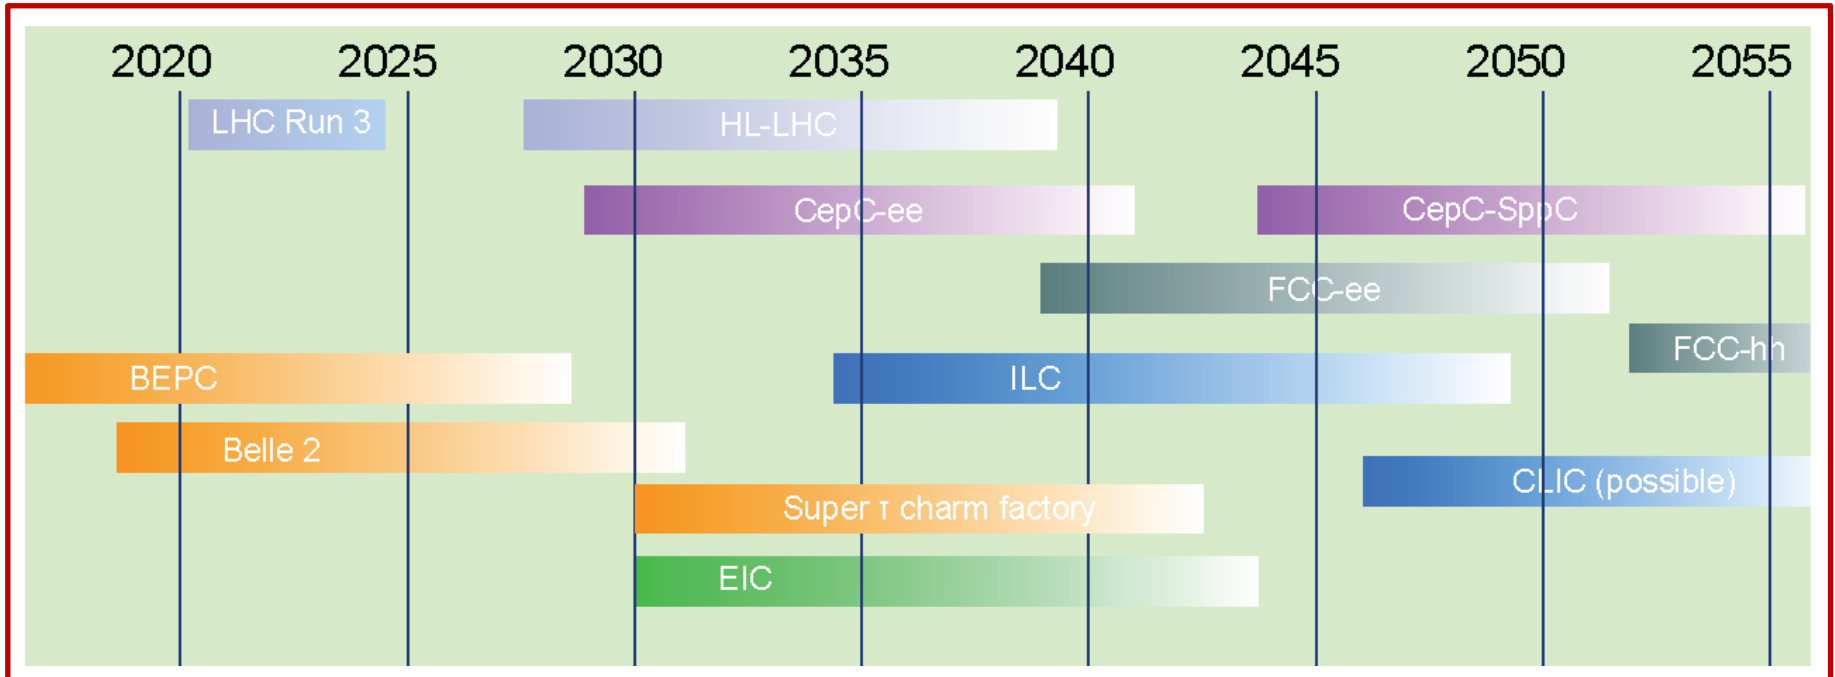 2020 2025 2030 2035 2040 2045 2050 2055
LHC Run 3 HL-LHC
CepC-ee CepC-SppC
FCC-ee
FCC-hh
BEPC ILC
Belle 2
CLIC (possible)
Super τ charm factory
EIC